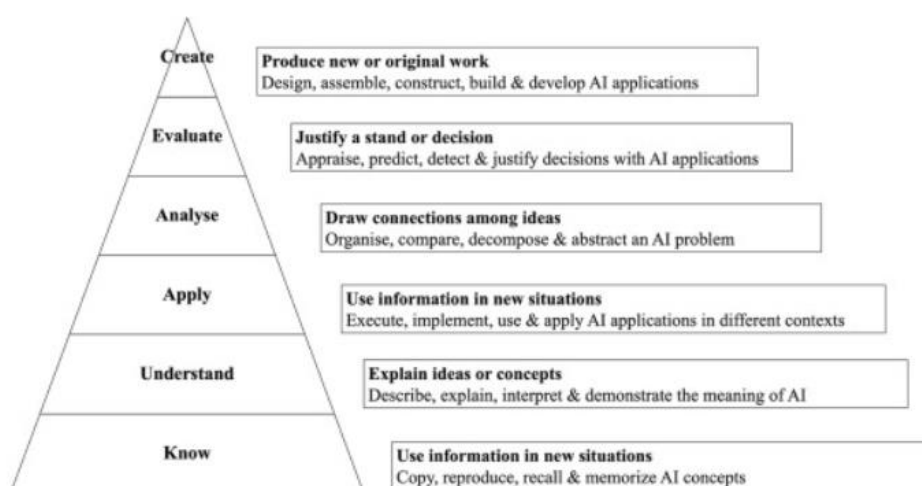 Create
Produce new or original work
Design, assemble, construct, build & develop AI applications
Evaluate
Justify a stand or decision
Appraise, predict, detect & justify decisions with AI applications
Analyse
Draw connections among ideas
Organise, compare, decompose & abstract an AI problem
Apply
Use information in new situations
Execute, implement, use & apply AI applications in different contexts
Understand
Explain ideas or concepts
Describe, explain, interpret & demonstrate the meaning of AI
Know
Use information in new situations
Copy, reproduce, recall & memorize AI concepts